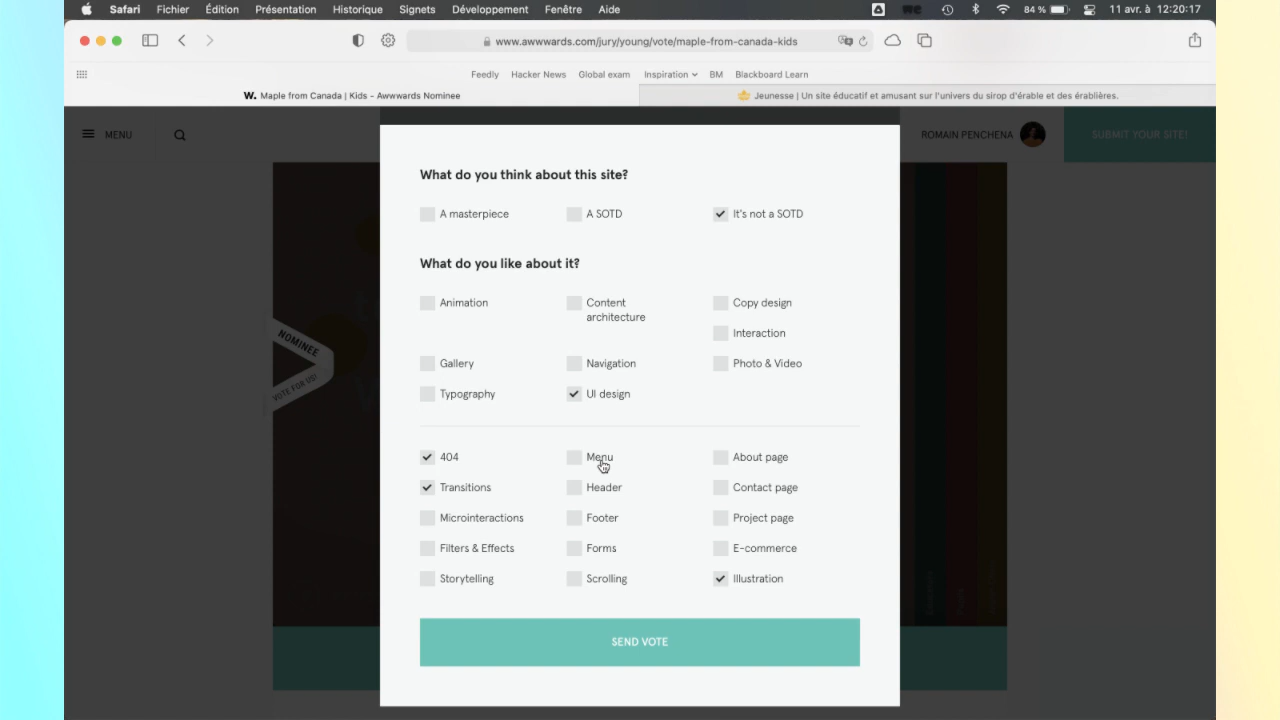 Safari Fichier Édition Présentation Historique Signets Développement Fenêtre Aide 84 % 11 avr. à 12:20:17
www.awwwards.com/jury/young/vote/maple-from-canada-kids
Feedly Hacker News Global exam Inspiration BM Blackboard Learn
W. Maple from Canada | Kids - Awwwards Nominee
Jeunesse | Un site éducatif et amusant sur l'univers du sirop d'érable et des érablières.
MENU
ROMAIN PENCHENA
SUBMIT YOUR SITE!
NOMINEE
VOTE FOR US!
What do you think about this site?
A masterpiece A SOTD It's not a SOTD
What do you like about it?
Animation Content architecture Copy design
Interaction
Gallery Navigation Photo & Video
Typography UI design
404 Menu About page
Transitions Header Contact page
Microinteractions Footer Project page
Filters & Effects Forms E-commerce
Storytelling Scrolling Illustration
SEND VOTE